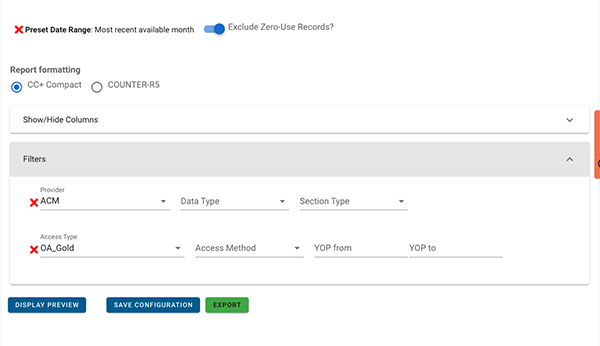 Preset Date Range: Most recent available month
Exclude Zero-Use Records?
Report formatting
CC+ Compact
COUNTER-R5
Show/Hide Columns
Filters
Provider
ACM
Data Type
Section Type
Access Type
OA_Gold
Access Method
YOP from
YOP to
DISPLAY PREVIEW
SAVE CONFIGURATION
EXPORT